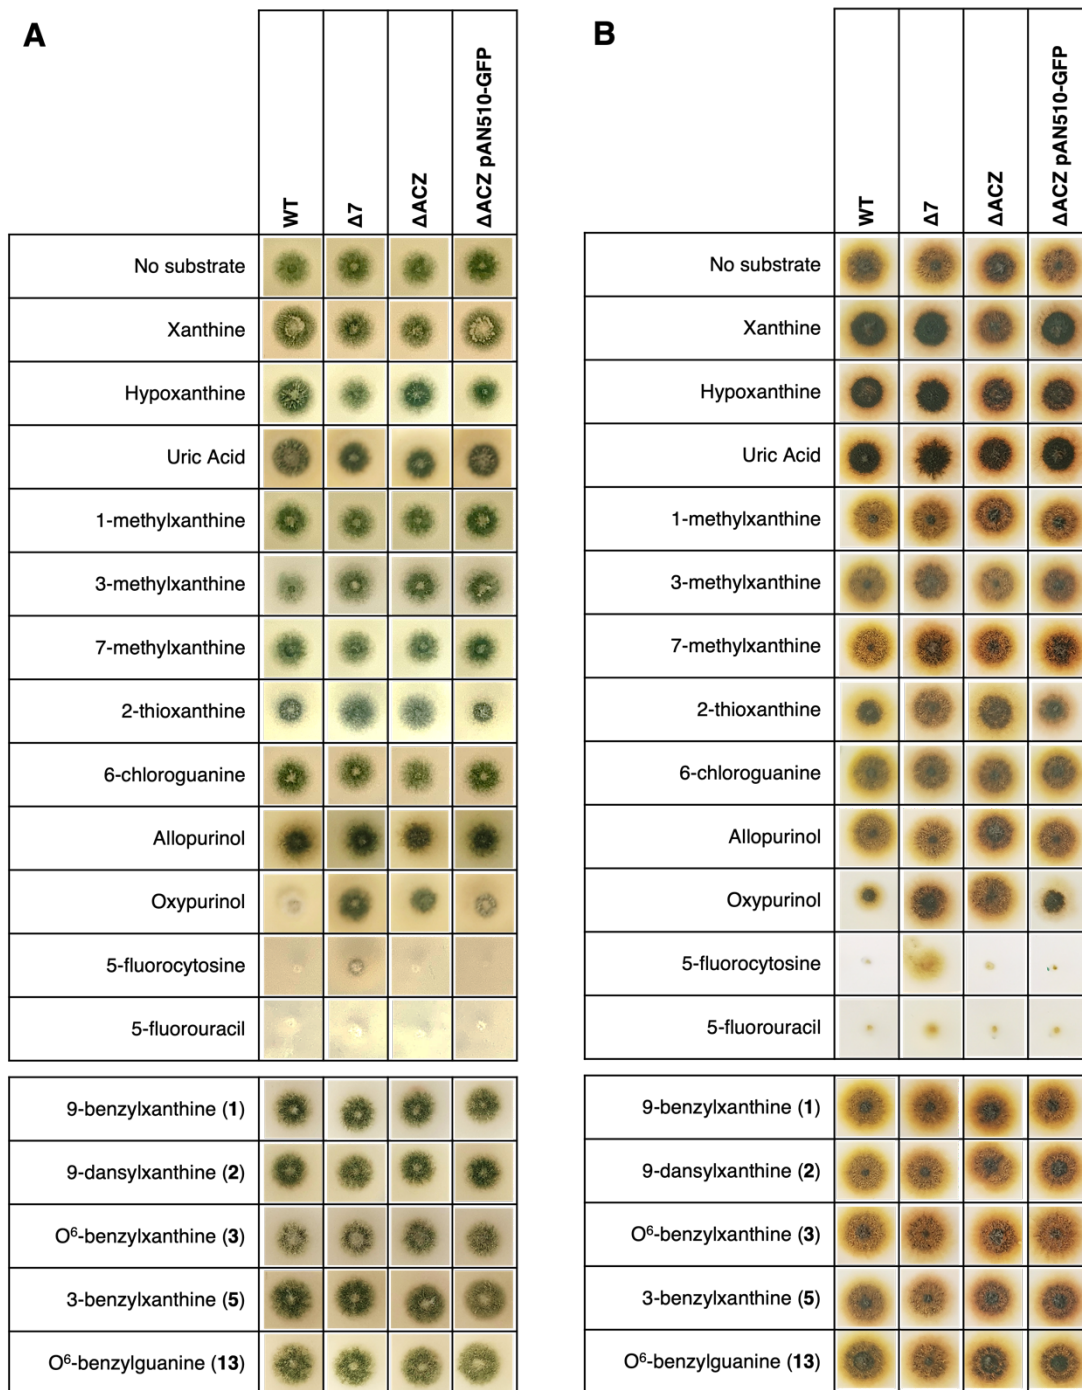 A
WT
Δ7
ΔACZ
ΔACZ pAN510-GFP
No substrate
Xanthine
Hypoxanthine
Uric Acid
1-methylxanthine
3-methylxanthine
7-methylxanthine
2-thioxanthine
6-chloroguanine
Allopurinol
Oxypurinol
5-fluorocytosine
5-fluorouracil
9-benzylxanthine (1)
9-dansylxanthine (2)
O⁶-benzylxanthine (3)
3-benzylxanthine (5)
O⁶-benzylguanine (13)
B
WT
Δ7
ΔACZ
ΔACZ pAN510-GFP
No substrate
Xanthine
Hypoxanthine
Uric Acid
1-methylxanthine
3-methylxanthine
7-methylxanthine
2-thioxanthine
6-chloroguanine
Allopurinol
Oxypurinol
5-fluorocytosine
5-fluorouracil
9-benzylxanthine (1)
9-dansylxanthine (2)
O⁶-benzylxanthine (3)
3-benzylxanthine (5)
O⁶-benzylguanine (13)